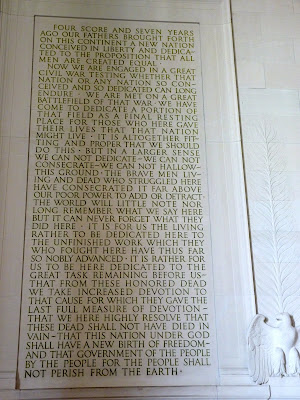 FOUR SCORE AND SEVEN YEARS
AGO OUR FATHERS BROUGHT FORTH
ON THIS CONTINENT A NEW NATION
CONCEIVED IN LIBERTY AND DEDICA-
TED TO THE PROPOSITION THAT ALL
MEN ARE CREATED EQUAL ·
NOW WE ARE ENGAGED IN A GREAT
CIVIL WAR TESTING WHETHER THAT
NATION OR ANY NATION SO CON-
CEIVED AND SO DEDICATED CAN LONG
ENDURE · WE ARE MET ON A GREAT
BATTLEFIELD OF THAT WAR · WE HAVE
COME TO DEDICATE A PORTION OF
THAT FIELD AS A FINAL RESTING
PLACE FOR THOSE WHO HERE GAVE
THEIR LIVES THAT THAT NATION
MIGHT LIVE · IT IS ALTOGETHER FIT-
TING AND PROPER THAT WE SHOULD
DO THIS · BUT IN A LARGER SENSE
WE CAN NOT DEDICATE–WE CAN NOT
CONSECRATE–WE CAN NOT HALLOW–
THIS GROUND · THE BRAVE MEN LIV-
ING AND DEAD WHO STRUGGLED HERE
HAVE CONSECRATED IT FAR ABOVE
OUR POOR POWER TO ADD OR DETRACT ·
THE WORLD WILL LITTLE NOTE NOR
LONG REMEMBER WHAT WE SAY HERE
BUT IT CAN NEVER FORGET WHAT THEY
DID HERE · IT IS FOR US THE LIVING
RATHER TO BE DEDICATED HERE TO
THE UNFINISHED WORK WHICH THEY
WHO FOUGHT HERE HAVE THUS FAR
SO NOBLY ADVANCED · IT IS RATHER FOR
US TO BE HERE DEDICATED TO THE
GREAT TASK REMAINING BEFORE US–
THAT FROM THESE HONORED DEAD
WE TAKE INCREASED DEVOTION TO
THAT CAUSE FOR WHICH THEY GAVE THE
LAST FULL MEASURE OF DEVOTION–
THAT WE HERE HIGHLY RESOLVE THAT
THESE DEAD SHALL NOT HAVE DIED IN
VAIN–THAT THIS NATION UNDER GOD
SHALL HAVE A NEW BIRTH OF FREEDOM–
AND THAT GOVERNMENT OF THE PEOPLE
BY THE PEOPLE FOR THE PEOPLE SHALL
NOT PERISH FROM THE EARTH ·